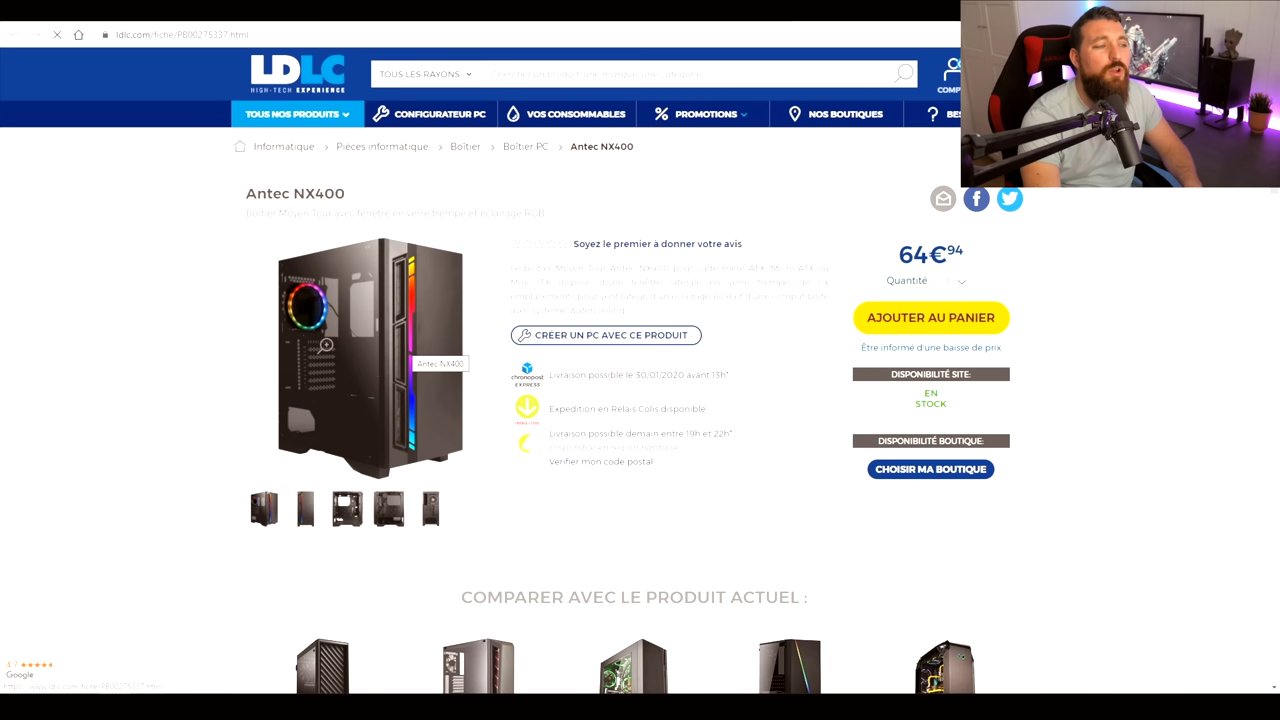 ldlc.com/fiche/PB00275337.html
LDLC
HIGH-TECH EXPERIENCE
TOUS LES RAYONS
COMP
TOUS NOS PRODUITS
CONFIGURATEUR PC
VOS CONSOMMABLES
PROMOTIONS
NOS BOUTIQUES
BES
Informatique > Pièces informatique > Boîtier > Boîtier PC > Antec NX400
Antec NX400
Boîtier Moyen Tour avec fenêtre en verre trempé et éclairage RGB
Soyez le premier à donner votre avis
64€94
Quantité
CRÉER UN PC AVEC CE PRODUIT
AJOUTER AU PANIER
Être informé d'une baisse de prix
Antec NX400
chronopost
EXPRESS
Livraison possible le 30/01/2020 avant 13h*
DISPONIBILITÉ SITE:
EN
STOCK
Expedition en Relais Colis disponible
Livraison possible demain entre 19h et 22h*
Vérifier mon code postal
DISPONIBILITÉ BOUTIQUE:
CHOISIR MA BOUTIQUE
COMPARER AVEC LE PRODUIT ACTUEL :
Google